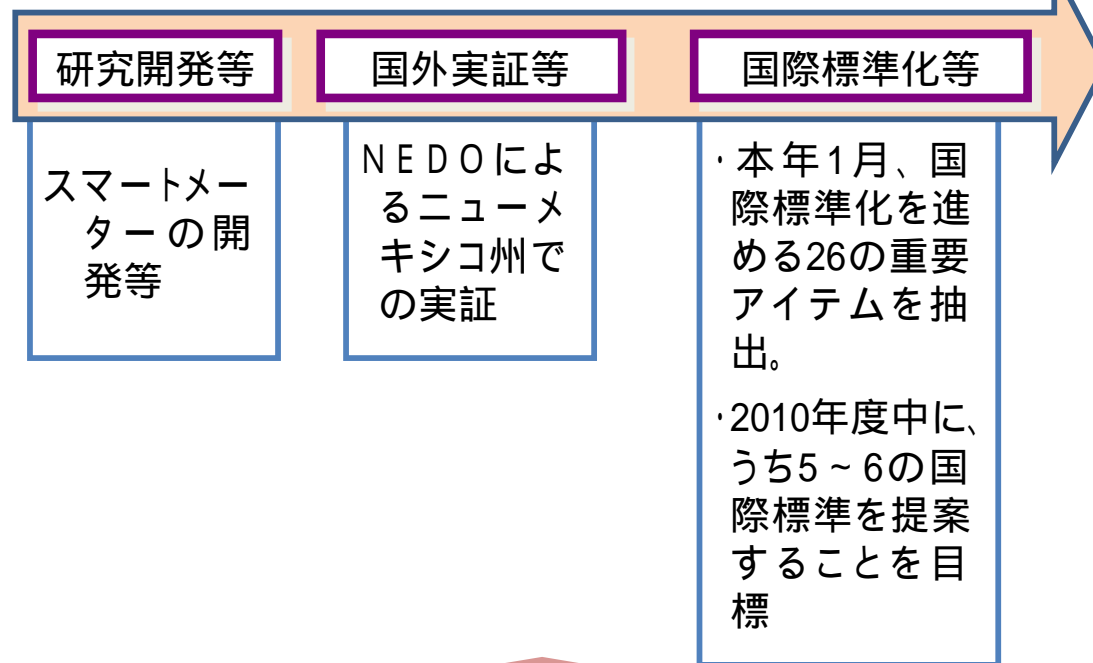 研究開発等
スマートメー
ターの開
発等
国外実証等
NEDOによ
るニューメ
キシコ州で
の実証
国際標準化等
・本年1月、国
際標準化を進
める26の重要
アイテムを抽
出。
・2010年度中に、
うち5~6の国
際標準を提案
することを目
標